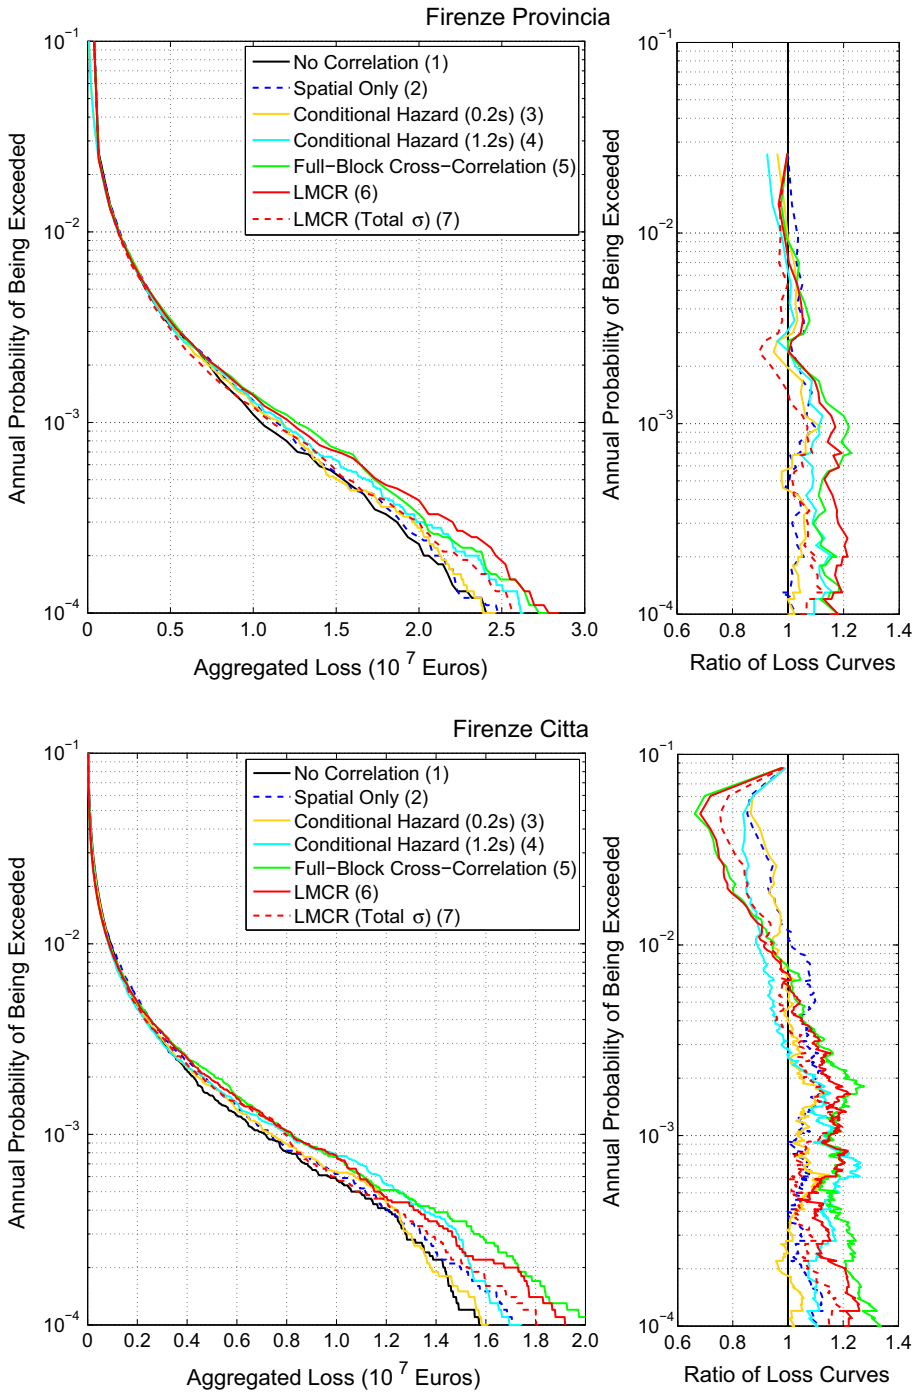 Firenze Provincia
Annual Probability of Being Exceeded
10−1
10−2
10−3
10−4
No Correlation (1)
Spatial Only (2)
Conditional Hazard (0.2s) (3)
Conditional Hazard (1.2s) (4)
Full−Block Cross−Correlation (5)
LMCR (6)
LMCR (Total σ) (7)
0 0.5 1.0 1.5 2.0 2.5 3.0
Aggregated Loss (10 7 Euros)
Annual Probability of Being Exceeded
10−1
10−2
10−3
10−4
0.6 0.8 1 1.2 1.4
Ratio of Loss Curves
Firenze Citta
Annual Probability of Being Exceeded
10−1
10−2
10−3
10−4
No Correlation (1)
Spatial Only (2)
Conditional Hazard (0.2s) (3)
Conditional Hazard (1.2s) (4)
Full−Block Cross−Correlation (5)
LMCR (6)
LMCR (Total σ) (7)
0 0.2 0.4 0.6 0.8 1.0 1.2 1.4 1.6 1.8 2.0
Aggregated Loss (10 7 Euros)
Annual Probability of Being Exceeded
10−1
10−2
10−3
10−4
0.6 0.8 1 1.2 1.4
Ratio of Loss Curves